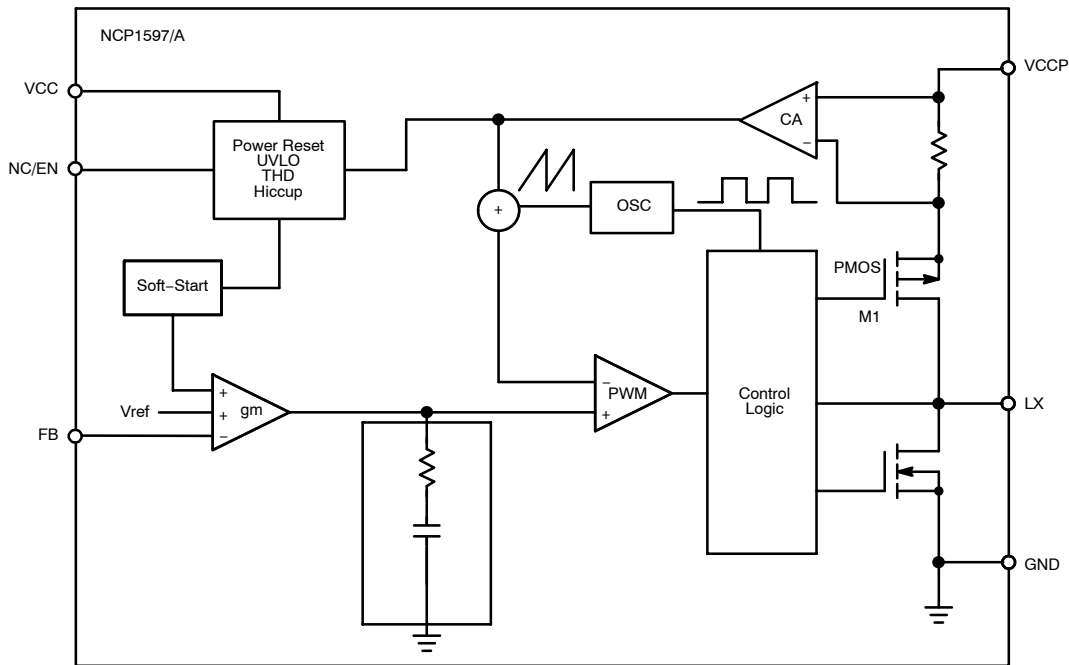 NCP1597/A
VCC
VCCP
NC/EN
Power Reset
UVLO
THD
Hiccup
+
CA
−
+
OSC
Soft−Start
PMOS
M1
+
Vref
+
gm
−
FB
−
PWM
+
Control
Logic
LX
GND